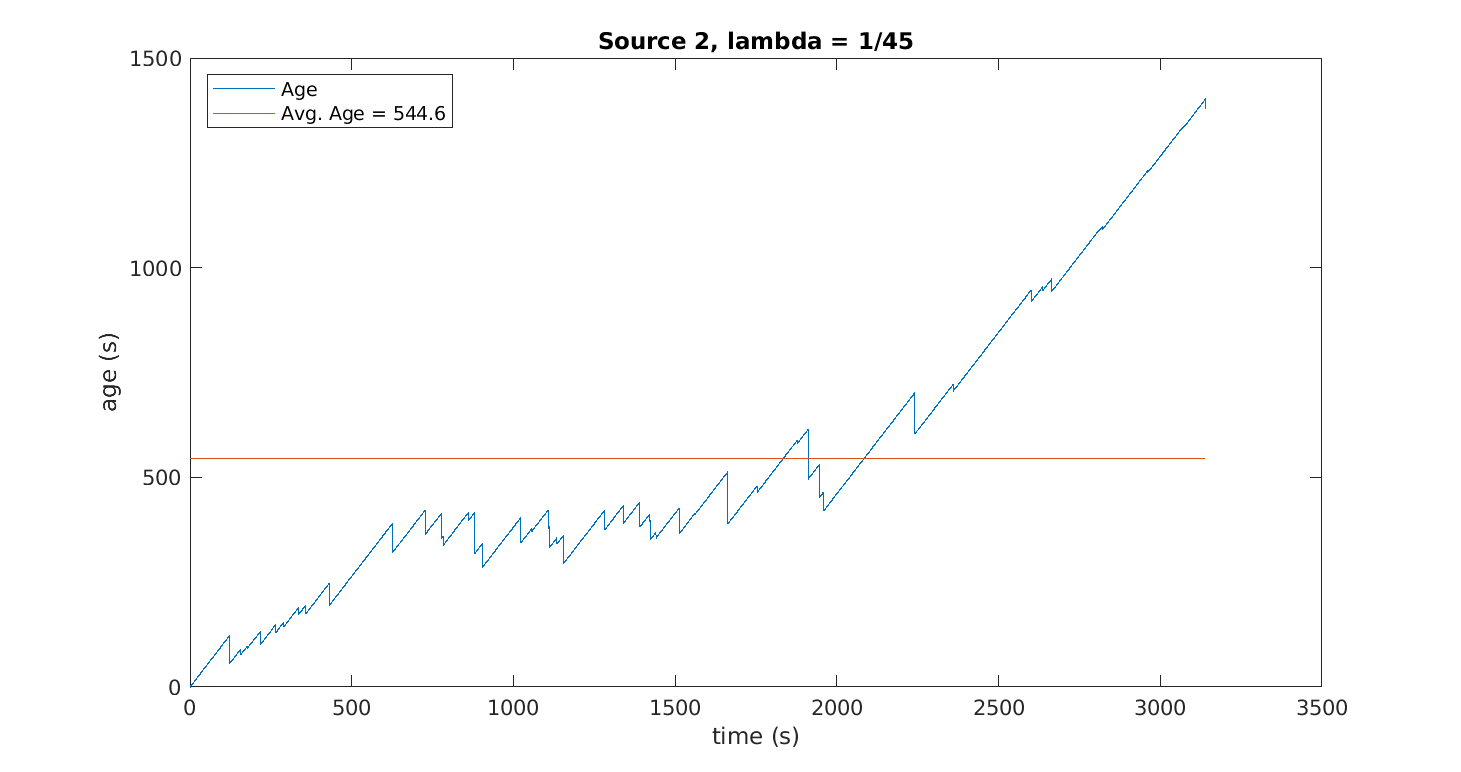 Source 2, lambda = 1/45
1500
Age
Avg. Age = 544.6
1000
age (s)
500
0
0 500 1000 1500 2000 2500 3000 3500
time (s)